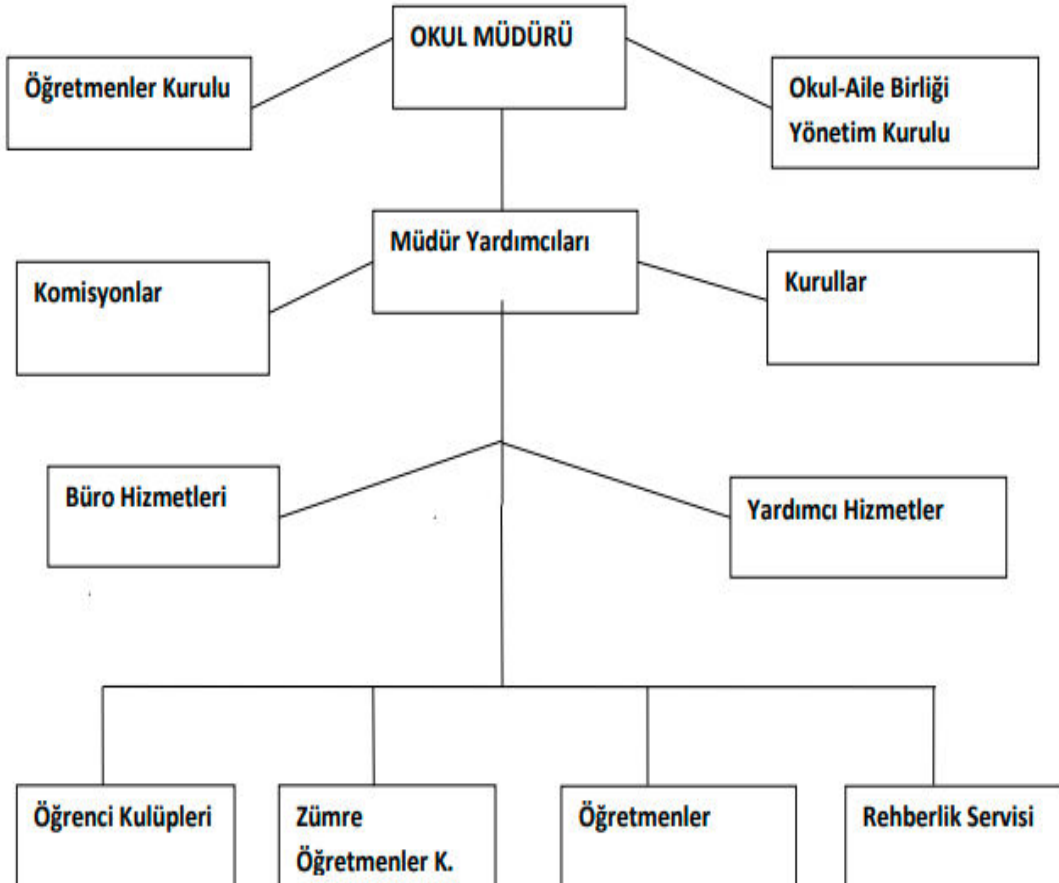 OKUL MÜDÜRÜ
Öğretmenler Kurulu
Okul-Aile Birliği
Yönetim Kurulu
Müdür Yardımcıları
Komisyonlar
Kurullar
Büro Hizmetleri
Yardımcı Hizmetler
Öğrenci Kulüpleri
Zümre
Öğretmenler K.
Öğretmenler
Rehberlik Servisi